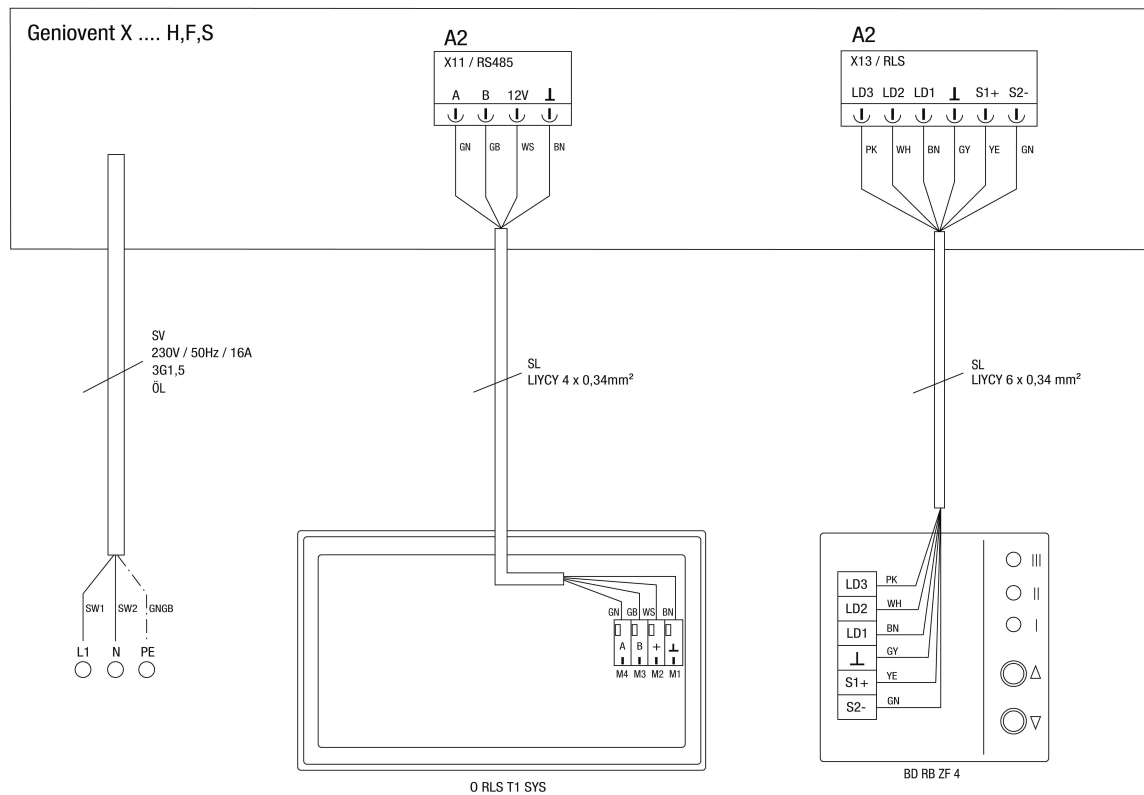 Geniovent X .... H,F,S
A2
X11 / RS485
A B 12V ⊥
GN GB WS BN
A2
X13 / RLS
LD3 LD2 LD1 ⊥ S1+ S2-
PK WH BN GY YE GN
SV
230V / 50Hz / 16A
3G1,5
ÖL
SL
LIYCY 4 x 0,34mm²
SL
LIYCY 6 x 0,34 mm²
SW1 SW2 GNGB
L1 N PE
GN GB WS BN
A B + ⊥
M4 M3 M2 M1
O RLS T1 SYS
LD3 PK
LD2 WH
LD1 BN
⊥ GY
S1+ YE
S2- GN
III
II
I
△
▽
BD RB ZF 4